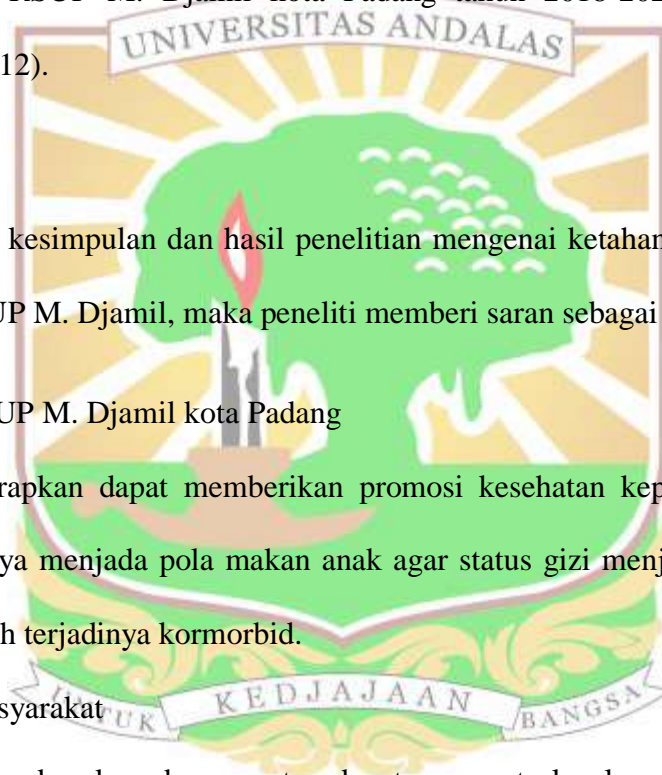 RSUP M. Djamil kota Padang tahun 2018-202
UNIVERSITAS ANDALAS
12).
kesimpulan dan hasil penelitian mengenai ketahan
UP M. Djamil, maka peneliti memberi saran sebagai
UP M. Djamil kota Padang
rapkan dapat memberikan promosi kesehatan kep
ya menjada pola makan anak agar status gizi menj
h terjadinya kormorbid.
syarakat
UNTUK KEDJAJAAN BANGSA